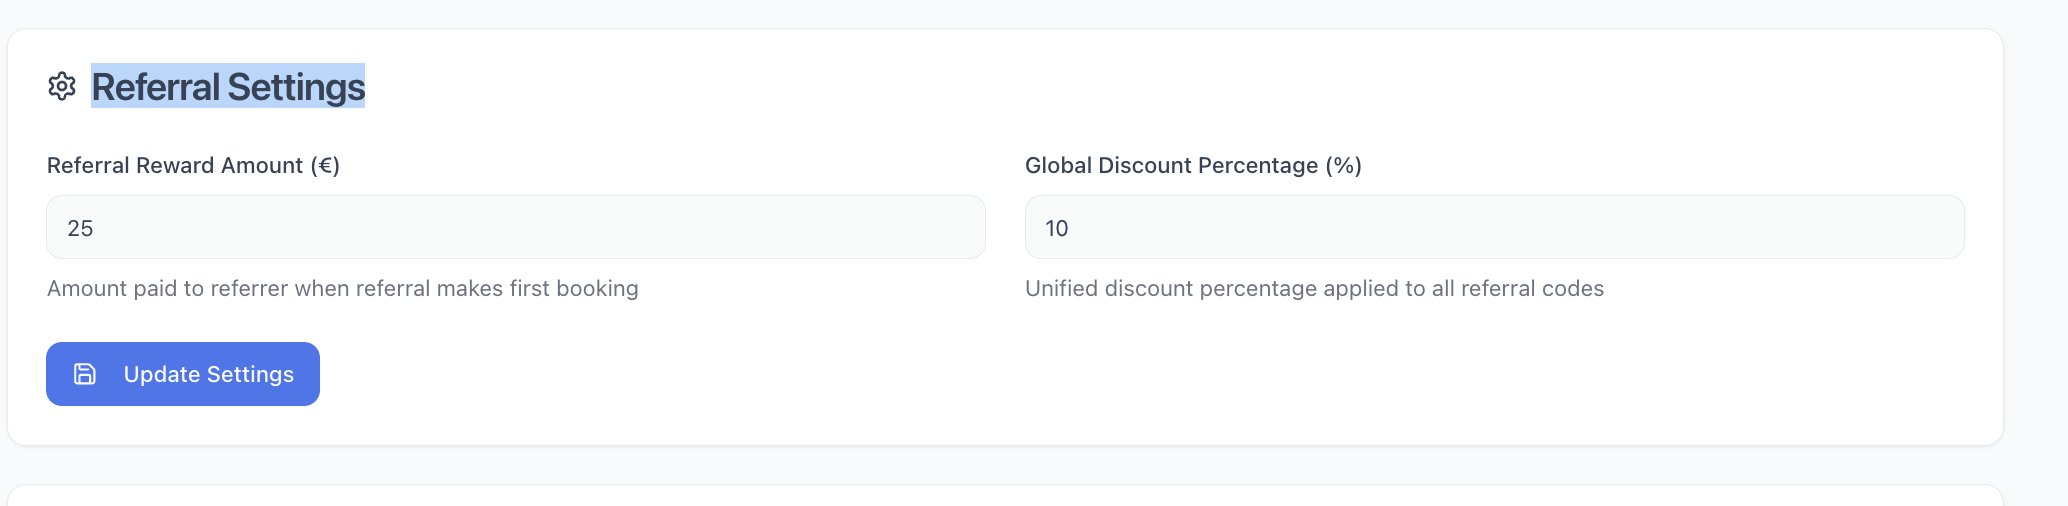 Referral Settings
Referral Reward Amount (€)
25
Amount paid to referrer when referral makes first booking
Global Discount Percentage (%)
10
Unified discount percentage applied to all referral codes
Update Settings